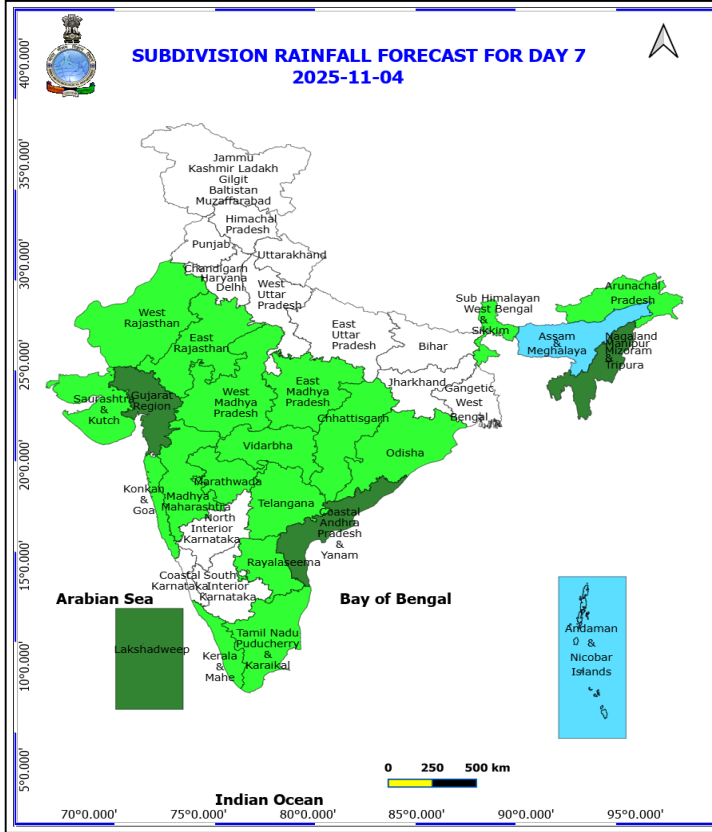 SUBDIVISION RAINFALL FORECAST FOR DAY 7
2025-11-04
40°0.000'
35°0.000'
30°0.000'
25°0.000'
20°0.000'
15°0.000'
10°0.000'
5°0.000'
Jammu
Kashmir Ladakh
Gilgit
Baltistan
Muzaffarabad
Himachal
Pradesh
Punjab
Uttarakhand
Chandigarh
Haryana
Delhi
West
Uttar
Pradesh
West
Rajasthan
East
Rajasthan
East
Uttar
Pradesh
Bihar
Sub Himalayan
West Bengal
&
Sikkim
Arunachal
Pradesh
Assam
&
Meghalaya
Nagaland
Manipur
Mizoram
&
Tripura
Jharkhand
Gangetic
West
Bengal
Saurashtra
&
Kutch
Gujarat
Region
West
Madhya
Pradesh
East
Madhya
Pradesh
Chhattisgarh
Odisha
Vidarbha
Konkan
&
Goa
Madhya
Maharashtra
Marathwada
Telangana
North
Interior
Karnataka
Coastal
Andhra
Pradesh
&
Yanam
Rayalaseema
Coastal
Karnataka
South
Interior
Karnataka
Arabian Sea
Bay of Bengal
Lakshadweep
Kerala
&
Mahe
Tamil Nadu
Puducherry
&
Karaikal
Andaman
&
Nicobar
Islands
0 250 500 km
Indian Ocean
70°0.000' 75°0.000' 80°0.000' 85°0.000' 90°0.000' 95°0.000'